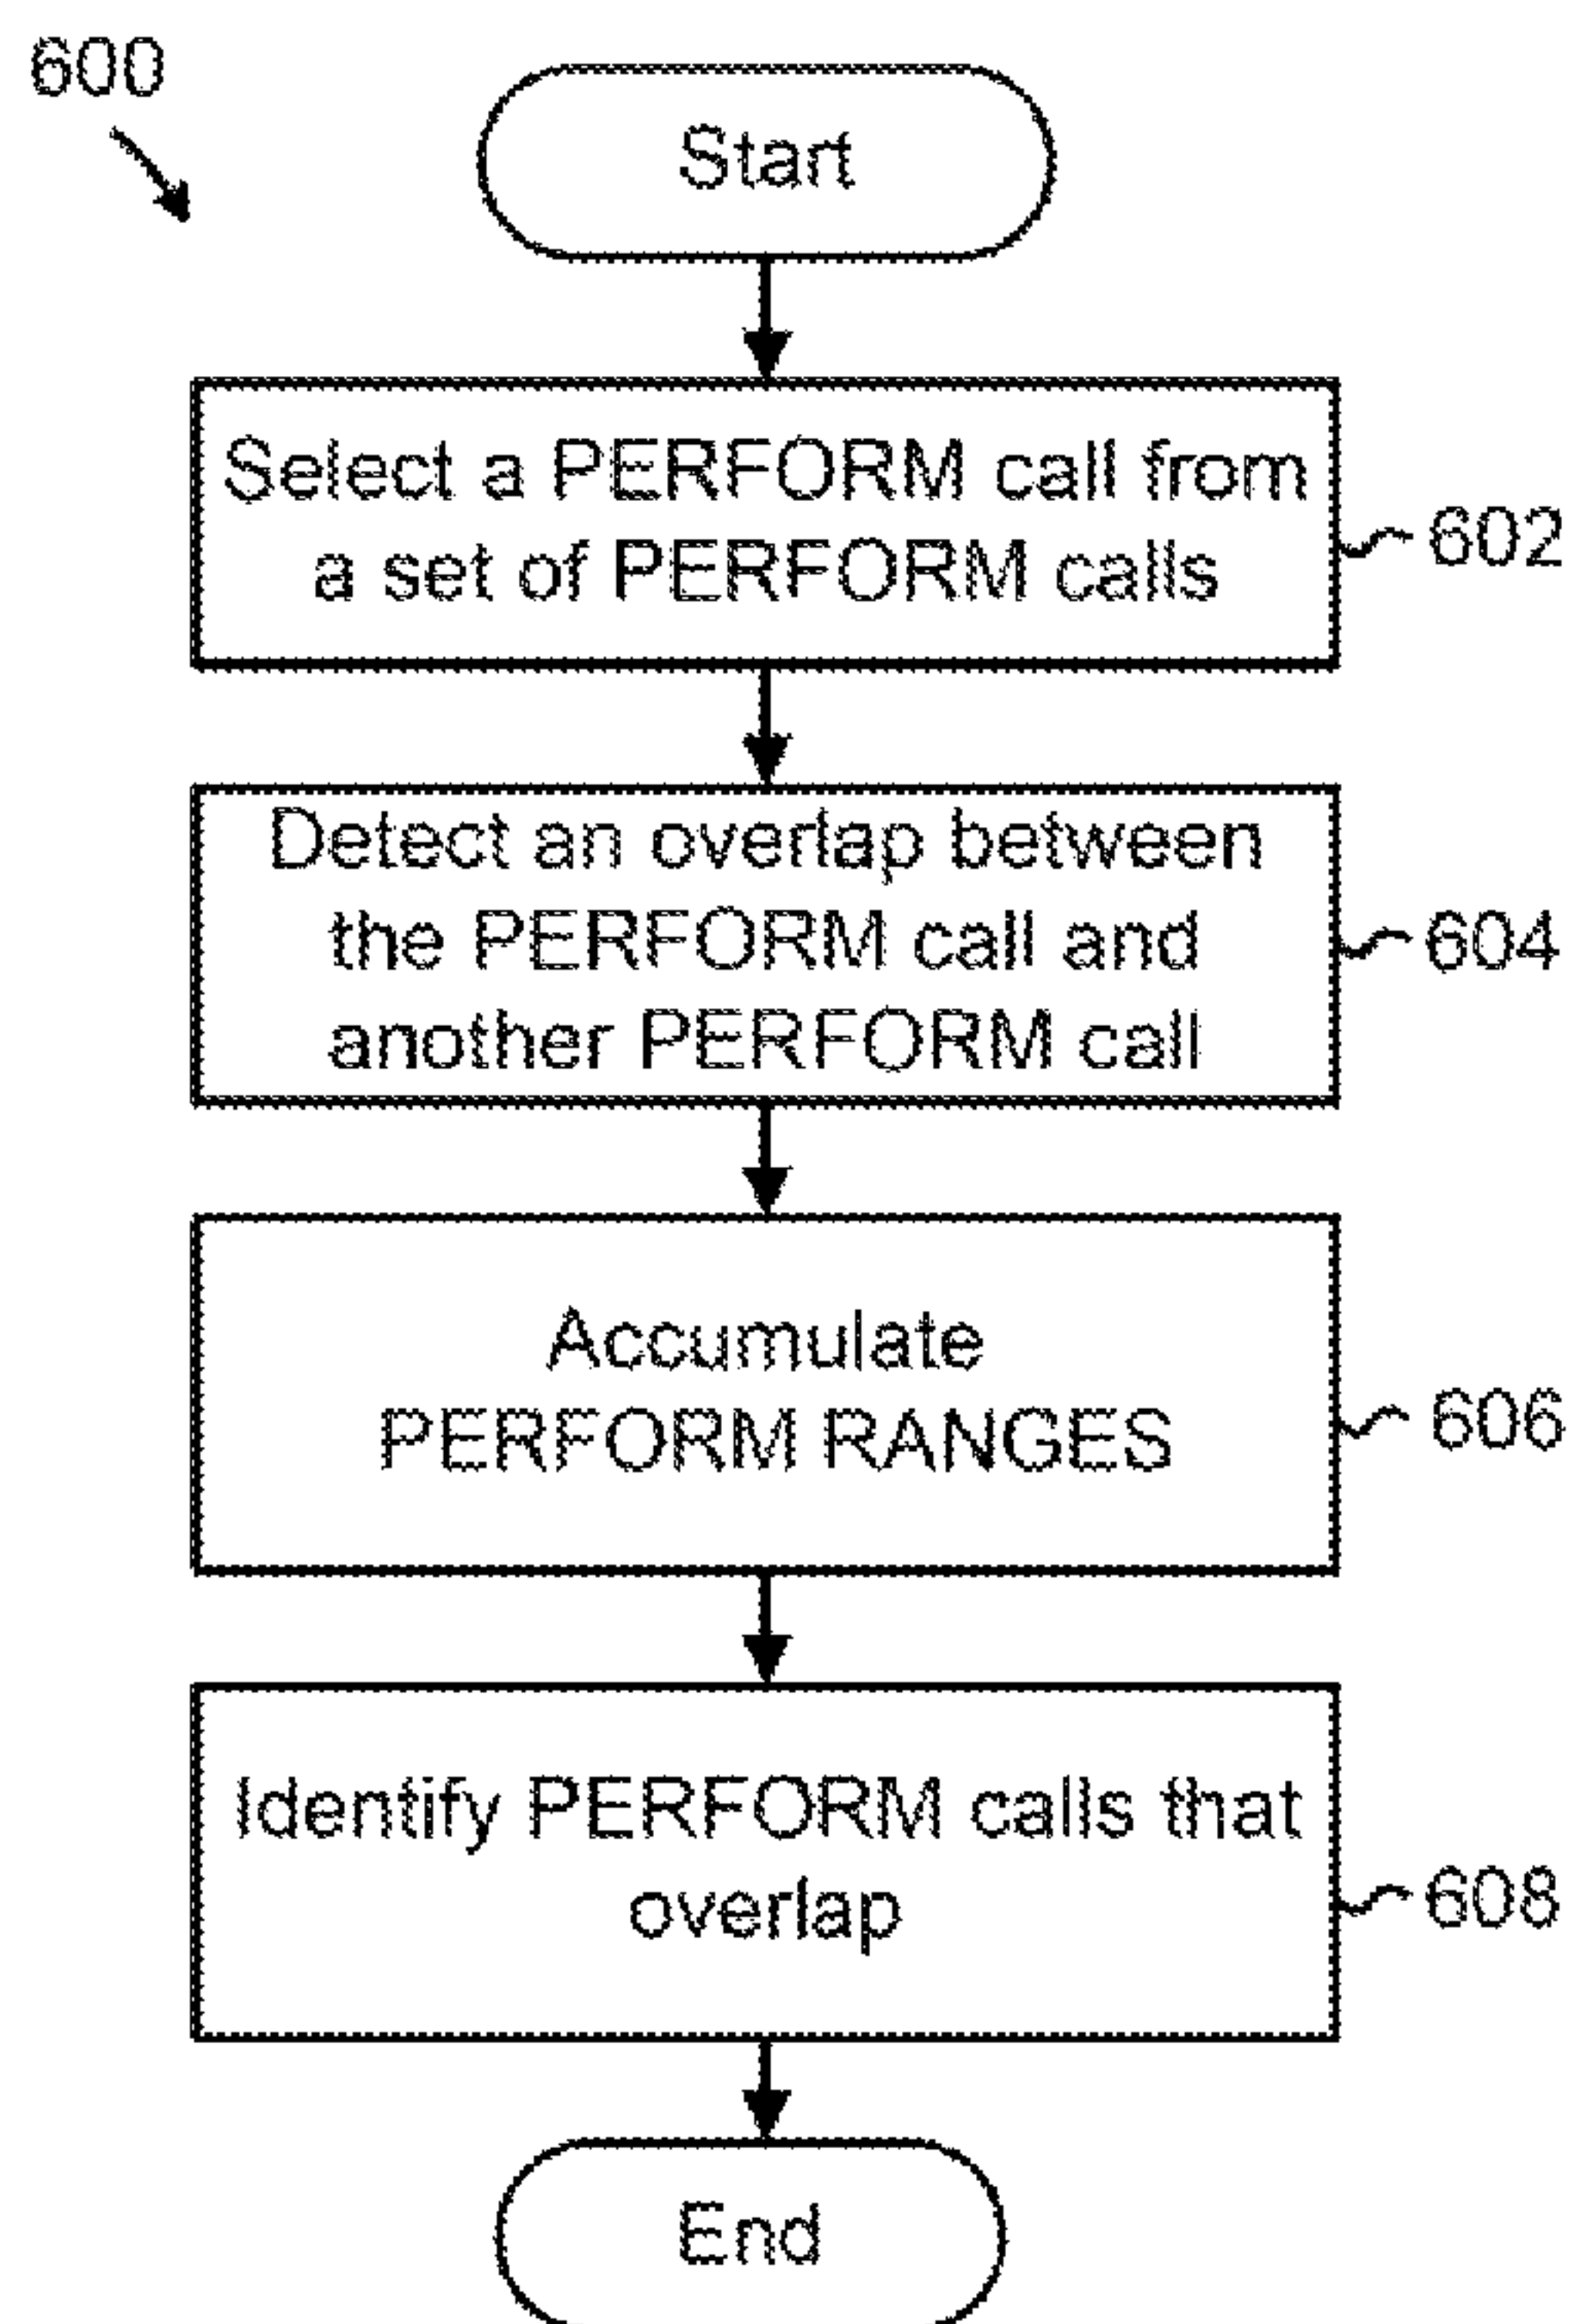 600
Start
Select a PERFORM call from
a set of PERFORM calls
602
Detect an overlap between
the PERFORM call and
another PERFORM call
604
Accumulate
PERFORM RANGES
606
Identify PERFORM calls that
overlap
608
End